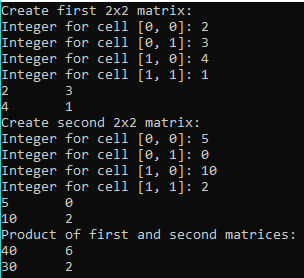 Create first 2x2 matrix:
Integer for cell [0, 0]: 2
Integer for cell [0, 1]: 3
Integer for cell [1, 0]: 4
Integer for cell [1, 1]: 1
2 3
4 1
Create second 2x2 matrix:
Integer for cell [0, 0]: 5
Integer for cell [0, 1]: 0
Integer for cell [1, 0]: 10
Integer for cell [1, 1]: 2
5 0
10 2
Product of first and second matrices:
40 6
30 2